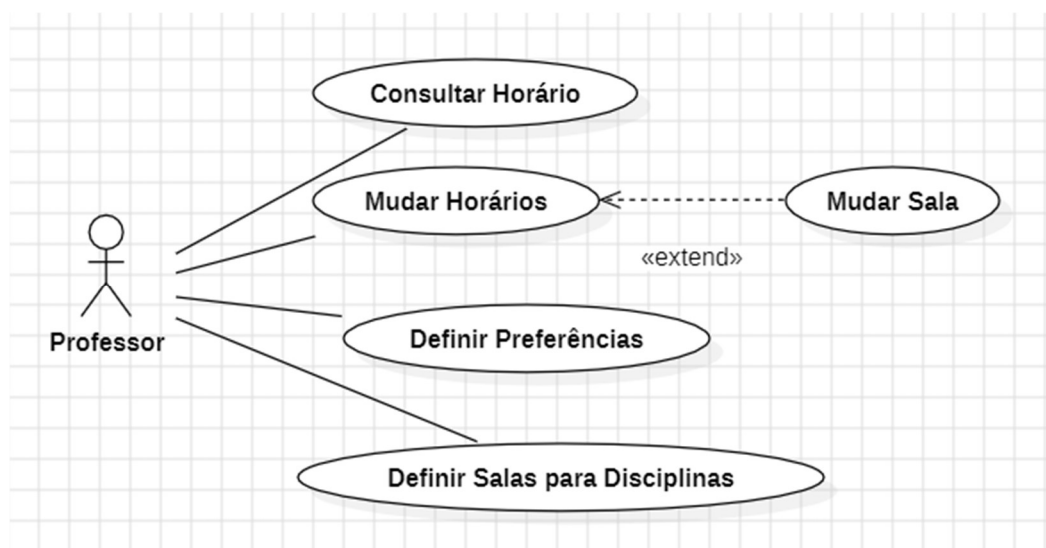 Consultar Horário
Mudar Horários
Mudar Sala
«extend»
Professor
Definir Preferências
Definir Salas para Disciplinas